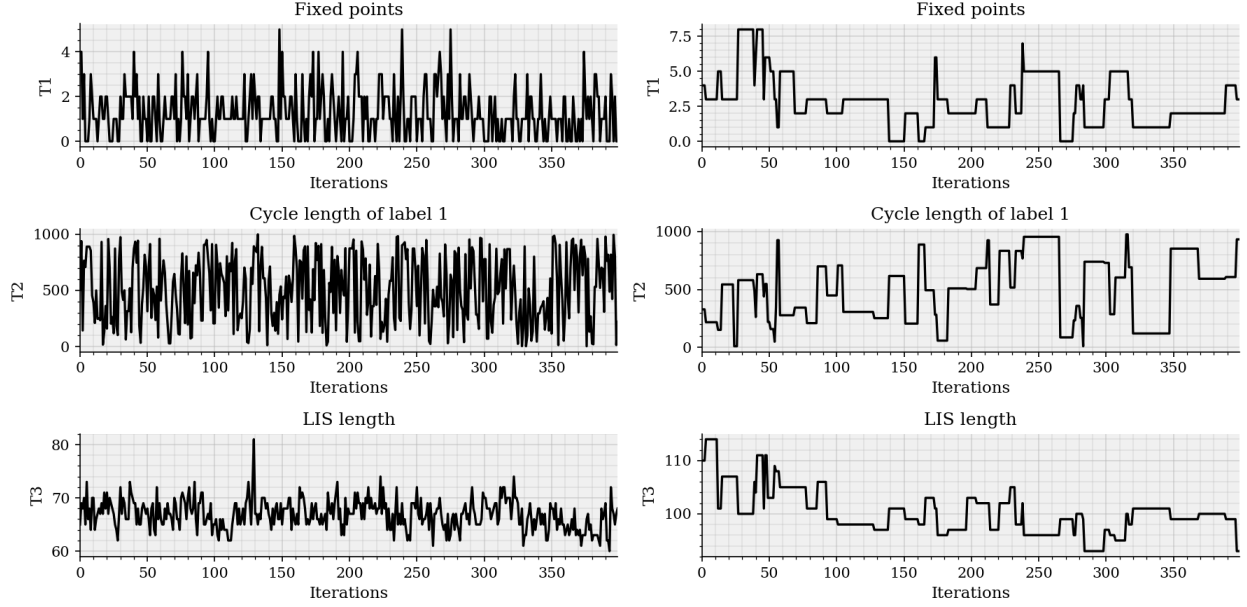 Fixed points
T1
4
2
0
0 50 100 150 200 250 300 350
Iterations
Fixed points
T1
7.5
5.0
2.5
0.0
0 50 100 150 200 250 300 350
Iterations
Cycle length of label 1
T2
1000
500
0
0 50 100 150 200 250 300 350
Iterations
Cycle length of label 1
T2
1000
500
0
0 50 100 150 200 250 300 350
Iterations
LIS length
T3
80
70
60
0 50 100 150 200 250 300 350
Iterations
LIS length
T3
110
100
0 50 100 150 200 250 300 350
Iterations